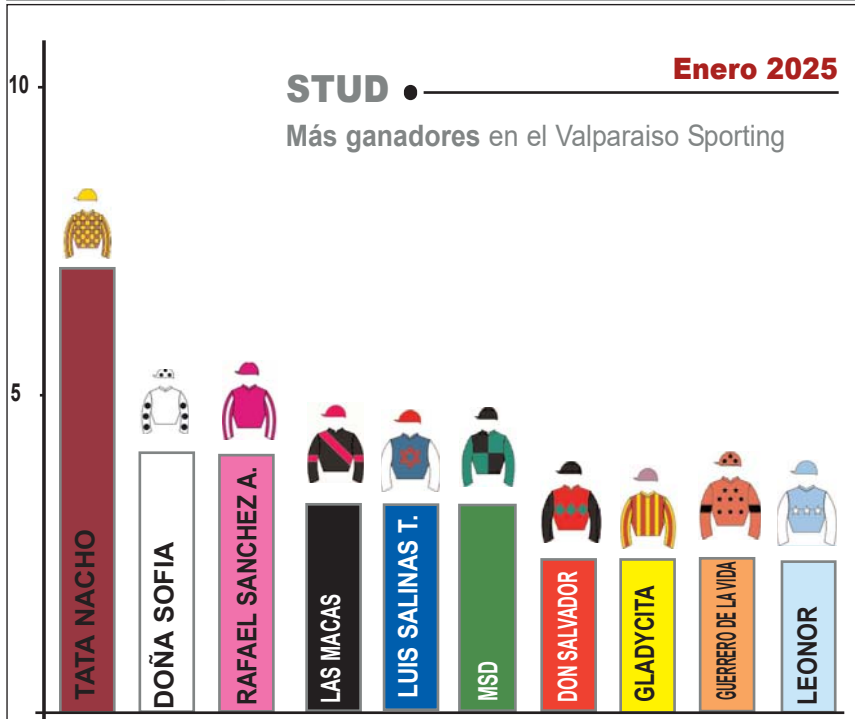 Enero 2025
STUD
Más ganadores en el Valparaiso Sporting
10
5
TATA NACHO
DOÑA SOFIA
RAFAEL SANCHEZ A.
LAS MACAS
LUIS SALINAS T.
MSD
DON SALVADOR
GLADYCITA
GUERRERO DE LA VIDA
LEONOR